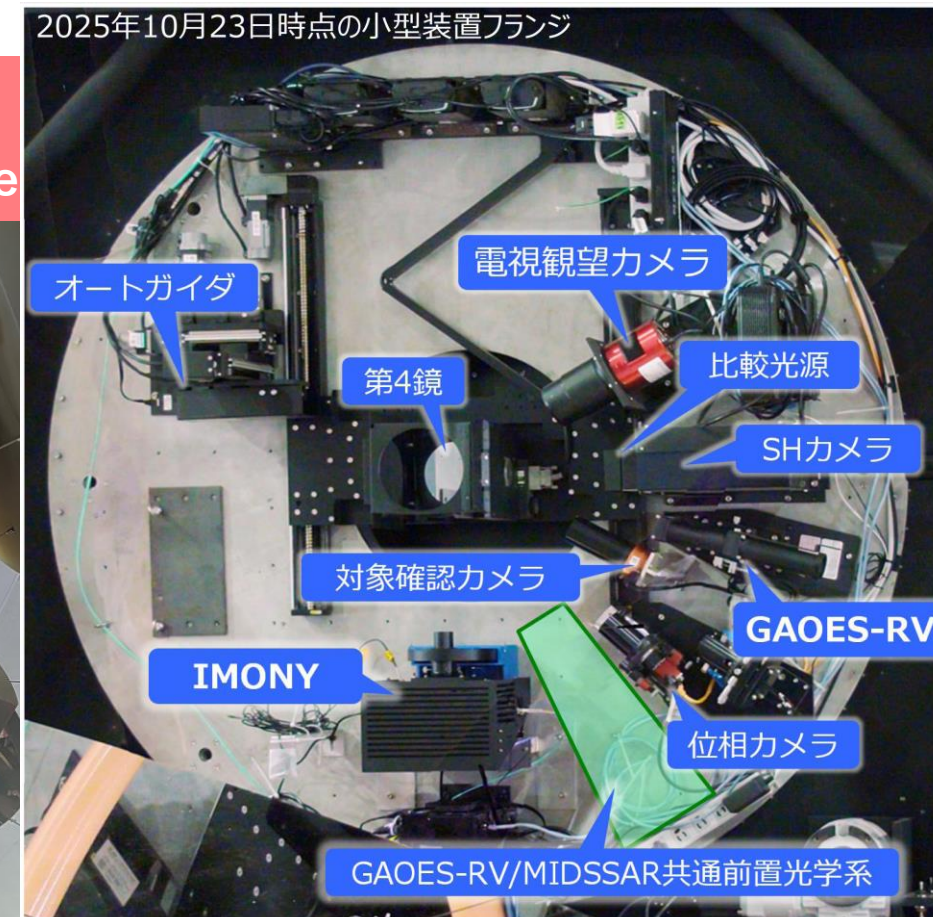 2025年10月23日時点の小型装置フランジ
e
電視観望カメラ
オートガイダ
第4鏡
比較光源
SHカメラ
対象確認カメラ
GAOES-RV
IMONY
位相カメラ
GAOES-RV/MIDSSAR共通前置光学系